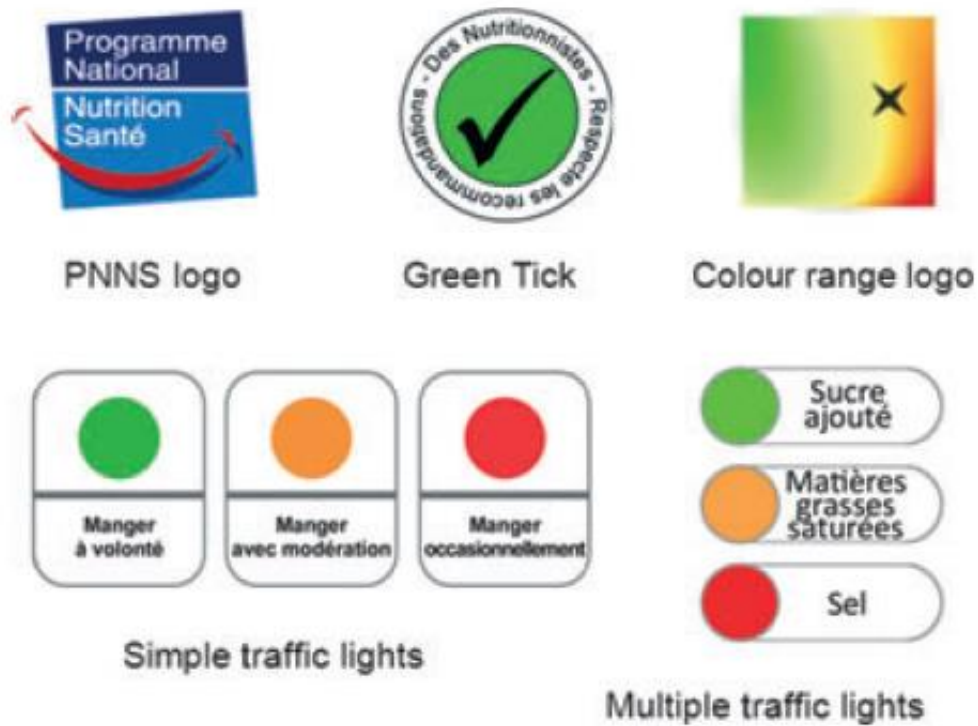 Programme
National
Nutrition
Santé
- Des Nutritionnistes - Respecte les recommandations
PNNS logo
Green Tick
Colour range logo
Manger
à volonté
Manger
avec modération
Manger
occasionnellement
Sucre
ajouté
Matières
grasses
saturées
Sel
Simple traffic lights
Multiple traffic lights